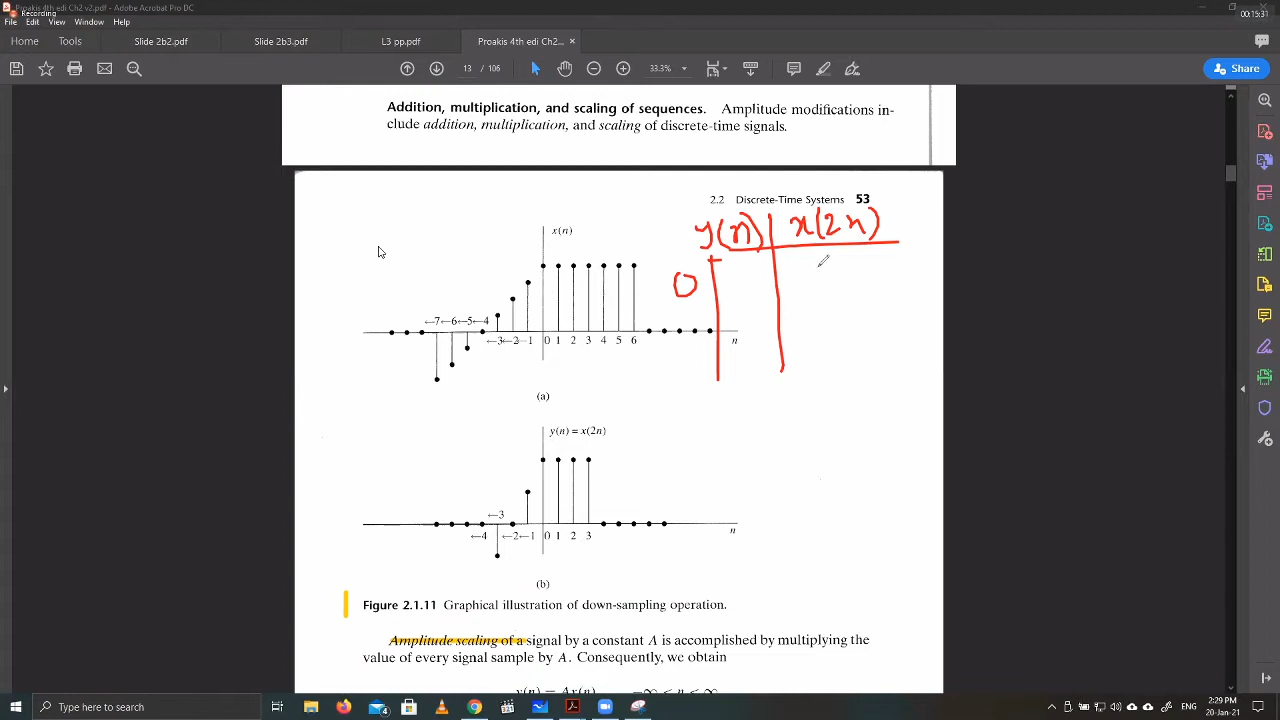 Proakis 4th edi Ch2 v2.pdf - Adobe Acrobat Pro DC
Recording
00:15:31
File Edit View Window Help
Home Tools Slide 2b2.pdf Slide 2b3.pdf L3 pp.pdf Proakis 4th edi Ch2... ×
13 / 106 33.3% Share
Addition, multiplication, and scaling of sequences. Amplitude modifications in-
clude addition, multiplication, and scaling of discrete-time signals.
2.2 Discrete-Time Systems 53
y(n) x(2n)
0
x(n)
−7 −6 −5 −4
−3 −2 −1 0 1 2 3 4 5 6 n
(a)
y(n) = x(2n)
−3
−4 −2 −1 0 1 2 3 n
(b)
Figure 2.1.11 Graphical illustration of down-sampling operation.
Amplitude scaling of a signal by a constant A is accomplished by multiplying the
value of every signal sample by A. Consequently, we obtain
y(n) = Ax(n), −∞ < n < ∞
Type here to search
ENG
2:29 PM
20-Jan-21